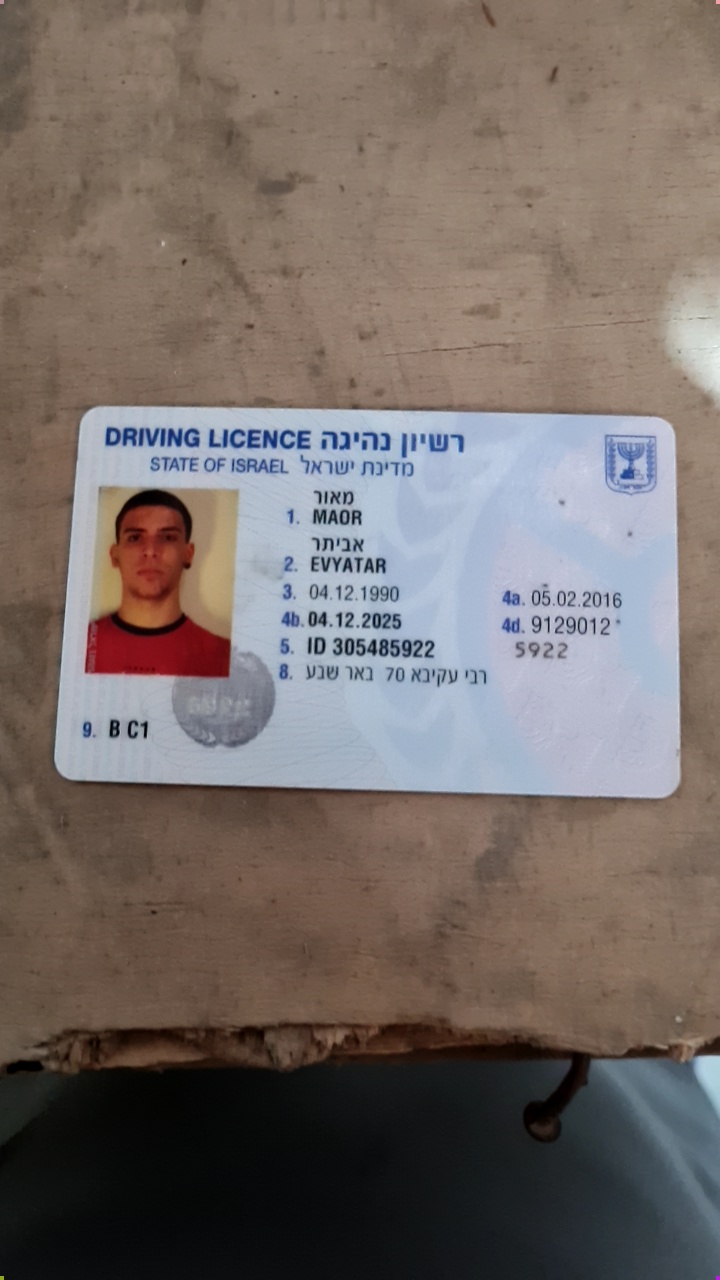 DRIVING LICENCE רשיון נהיגה
STATE OF ISRAEL מדינת ישראל
מאור
1. MAOR
אביתר
2. EVYATAR
3. 04.12.1990
4a. 05.02.2016
4b. 04.12.2025
4d. 9129012
5. ID 305485922
5922
8. רבי עקיבא 70 באר שבע
9. B C1